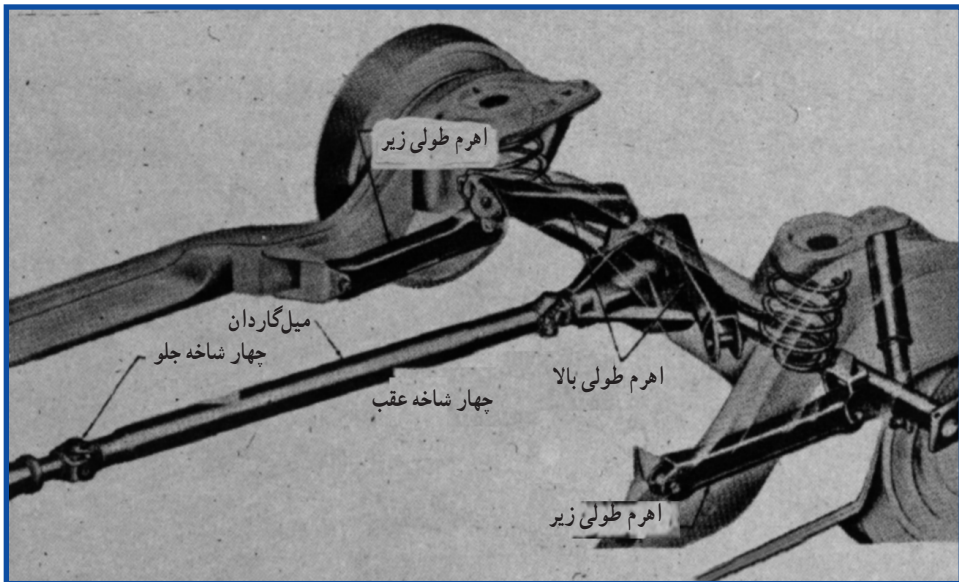 اهرم طولی زیر
میل‌گاردان
چهار شاخه جلو
اهرم طولی بالا
چهار شاخه عقب
اهرم طولی زیر